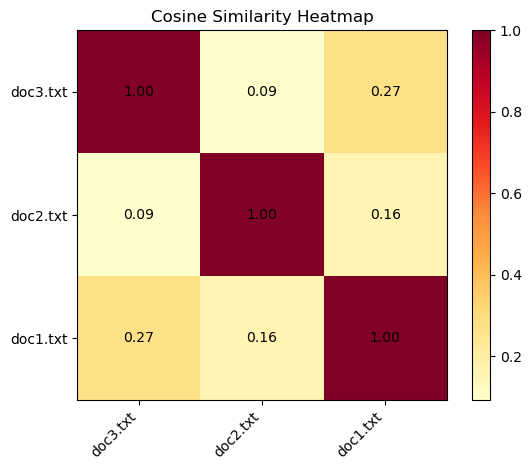 Cosine Similarity Heatmap
doc3.txt 1.00 0.09 0.27
doc2.txt 0.09 1.00 0.16
doc1.txt 0.27 0.16 1.00
doc3.txt doc2.txt doc1.txt
1.0
0.8
0.6
0.4
0.2